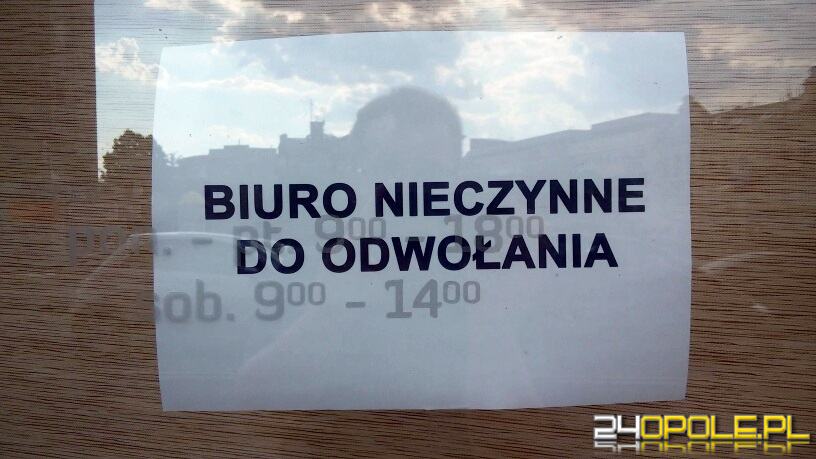 BIURO NIECZYNNE
pon. - pt. 9⁰⁰ - 18⁰⁰
DO ODWOŁANIA
sob. 9⁰⁰ - 14⁰⁰
24OPOLE.PL